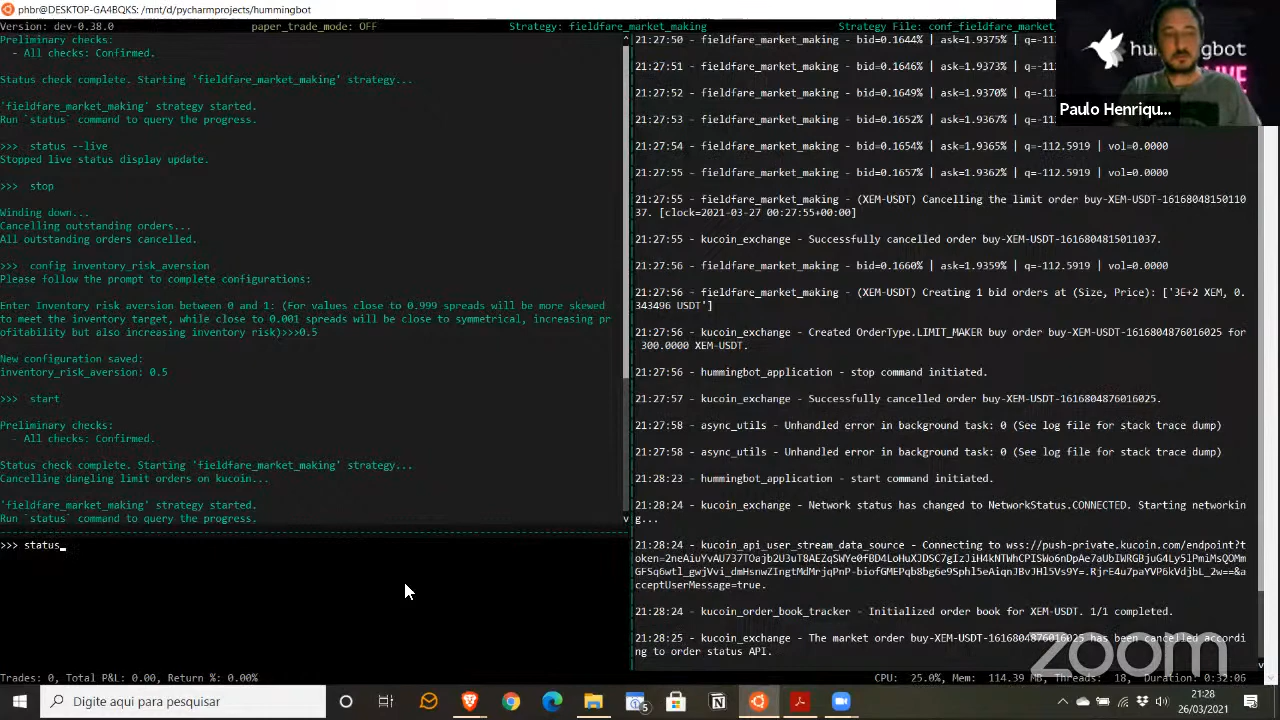 phbr@DESKTOP-GA4BQKS: /mnt/d/pycharmprojects/hummingbot
Version: dev-0.38.0 paper_trade_mode: OFF Strategy: fieldfare_market_making Strategy File: conf_fieldfare_m
Preliminary checks:
- All checks: Confirmed.
Status check complete. Starting 'fieldfare_market_making' strategy...
'fieldfare_market_making' strategy started.
Run `status` command to query the progress.
>>> status --live
Stopped live status display update.
>>> stop
Winding down...
Cancelling outstanding orders...
All outstanding orders cancelled.
>>> config inventory_risk_aversion
Please follow the prompt to complete configurations:
Enter Inventory risk aversion between 0 and 1: (For values close to 0.999 spreads will be more skewed
to meet the inventory target, while close to 0.001 spreads will be close to symmetrical, increasing pr
ofitability but also increasing inventory risk)>>>0.5
New configuration saved:
inventory_risk_aversion: 0.5
>>> start
Preliminary checks:
- All checks: Confirmed.
Status check complete. Starting 'fieldfare_market_making' strategy...
Cancelling dangling limit orders on kucoin...
'fieldfare_market_making' strategy started.
Run `status` command to query the progress.
>>> status_
Trades: 0, Total P&L: 0.00, Return %: 0.00%
21:27:50 - fieldfare_market_making - bid=0.1644% | ask=1.9375% | q=-112
21:27:51 - fieldfare_market_making - bid=0.1646% | ask=1.9373% | q=-112
21:27:52 - fieldfare_market_making - bid=0.1649% | ask=1.9370% | q=-112
21:27:53 - fieldfare_market_making - bid=0.1652% | ask=1.9367% | q=-112
21:27:54 - fieldfare_market_making - bid=0.1654% | ask=1.9365% | q=-112.5919 | vol=0.0000
21:27:55 - fieldfare_market_making - bid=0.1657% | ask=1.9362% | q=-112.5919 | vol=0.0000
21:27:55 - fieldfare_market_making - (XEM-USDT) Cancelling the limit order buy-XEM-USDT-16168048150110
37. [clock=2021-03-27 00:27:55+00:00]
21:27:55 - kucoin_exchange - Successfully cancelled order buy-XEM-USDT-1616804815011037.
21:27:56 - fieldfare_market_making - bid=0.1660% | ask=1.9359% | q=-112.5919 | vol=0.0000
21:27:56 - fieldfare_market_making - (XEM-USDT) Creating 1 bid orders at (Size, Price): ['3E+2 XEM, 0.
343496 USDT']
21:27:56 - kucoin_exchange - Created OrderType.LIMIT_MAKER buy order buy-XEM-USDT-1616804876016025 for
300.0000 XEM-USDT.
21:27:56 - hummingbot_application - stop command initiated.
21:27:57 - kucoin_exchange - Successfully cancelled order buy-XEM-USDT-1616804876016025.
21:27:58 - async_utils - Unhandled error in background task: 0 (See log file for stack trace dump)
21:27:58 - async_utils - Unhandled error in background task: 0 (See log file for stack trace dump)
21:28:23 - hummingbot_application - start command initiated.
21:28:24 - kucoin_exchange - Network status has changed to NetworkStatus.CONNECTED. Starting networkin
g...
21:28:24 - kucoin_api_user_stream_data_source - Connecting to wss://push-private.kucoin.com/endpoint?t
acceptUserMessage=true.
21:28:24 - kucoin_order_book_tracker - Initialized order book for XEM-USDT. 1/1 completed.
21:28:25 - kucoin_exchange - The market order buy-XEM-USDT-1616804876016025 has been cancelled accordi
ng to order status API.
CPU: 25.0%, Mem: 114.39 MB, Threads: 18, Duration: 0:32:06
hummingbot
LIVE
Paulo Henriqu...
zoom
Digite aqui para pesquisar
5
21:28
26/03/2021